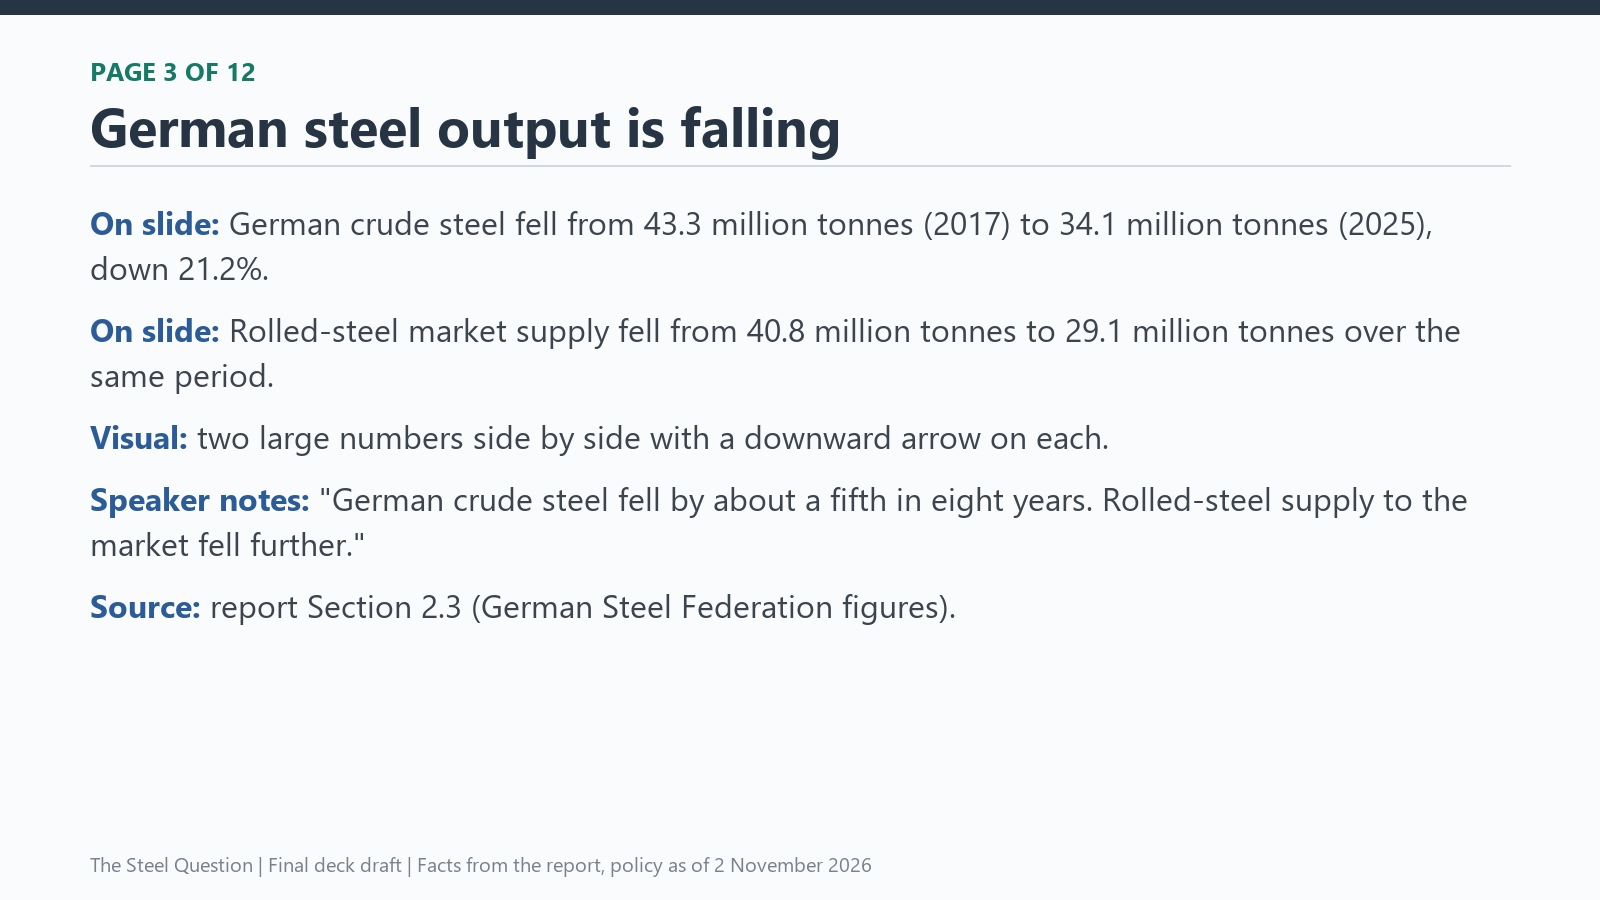 PAGE 3 OF 12
German steel output is falling
On slide: German crude steel fell from 43.3 million tonnes (2017) to 34.1 million tonnes (2025),
down 21.2%.
On slide: Rolled-steel market supply fell from 40.8 million tonnes to 29.1 million tonnes over the
same period.
Visual: two large numbers side by side with a downward arrow on each.
Speaker notes: "German crude steel fell by about a fifth in eight years. Rolled-steel supply to the
market fell further."
Source: report Section 2.3 (German Steel Federation figures).
The Steel Question | Final deck draft | Facts from the report, policy as of 2 November 2026